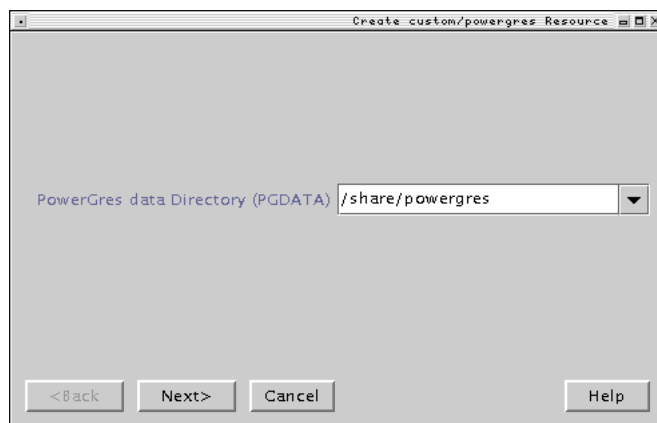 Create custom/powergres Resource
PowerGres data Directory (PGDATA) /share/powergres
<Back Next> Cancel Help